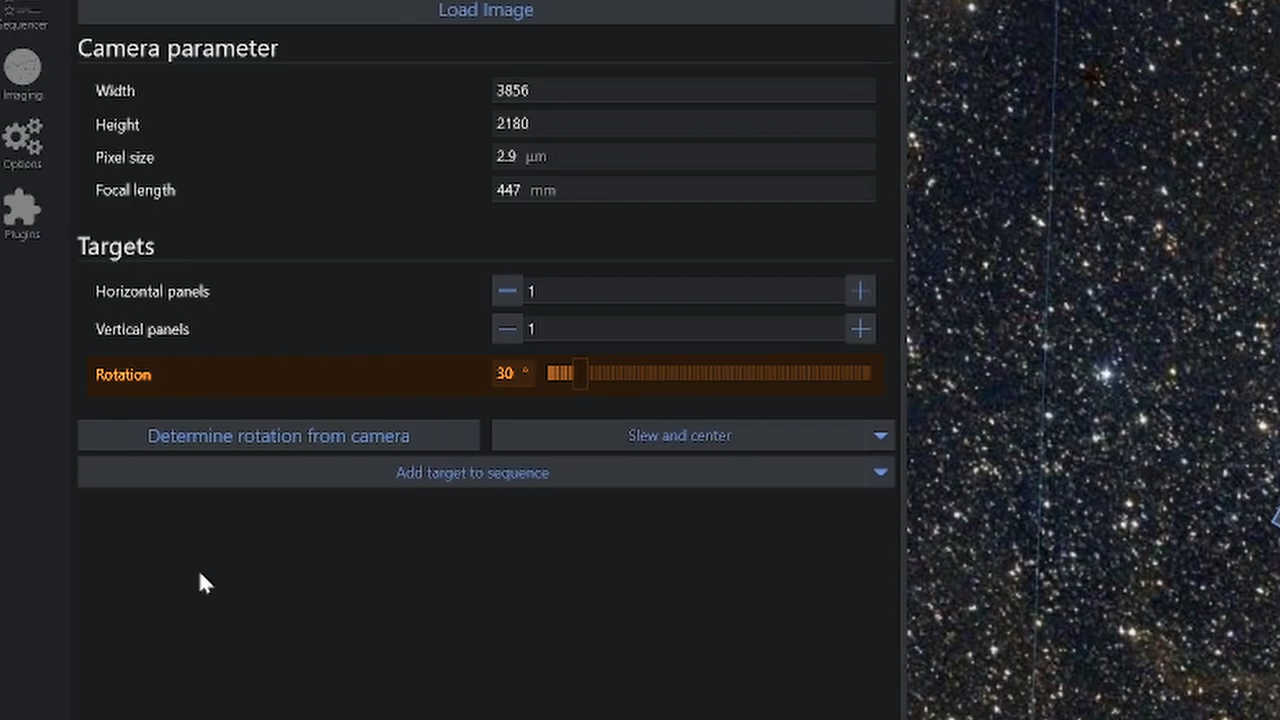 Load Image
Sequencer
Camera parameter
Width 3856
Imaging
Height 2180
Pixel size 2.9 µm
Options
Focal length 447 mm
Plugins
Targets
Horizontal panels 1
Vertical panels 1
Rotation 30 °
Determine rotation from camera Slew and center
Add target to sequence